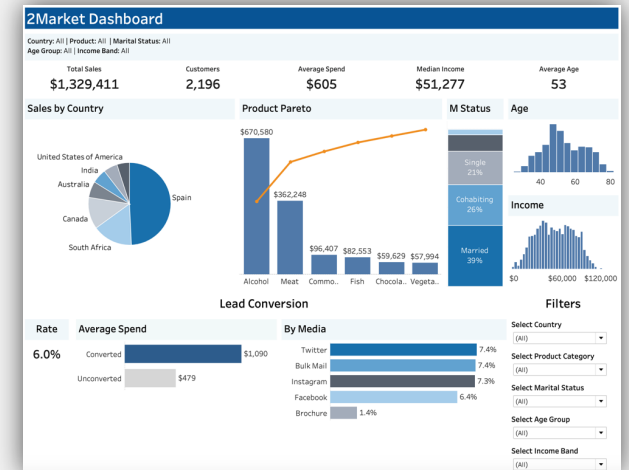 2Market Dashboard
Country: All | Product: All | Marital Status: All
Age Group: All | Income Band: All
Total Sales
$1,329,411
Customers
2,196
Average Spend
$605
Median Income
$51,277
Average Age
53
Sales by Country
United States of America
India
Australia
Canada
South Africa
Spain
Product Pareto
$670,580
$362,248
$96,407
$82,553
$59,629
$57,994
Alcohol
Meat
Commo..
Fish
Chocola..
Vegeta..
M Status
Single
21%
Cohabiting
26%
Married
39%
Age
40
60
80
Income
$0
$60,000
$120,000
Lead Conversion
Rate
6.0%
Average Spend
Converted
$1,090
Unconverted
$479
By Media
Twitter
7.4%
Bulk Mail
7.4%
Instagram
7.3%
Facebook
6.4%
Brochure
1.4%
Filters
Select Country
(All)
Select Product Category
(All)
Select Marital Status
(All)
Select Age Group
(All)
Select Income Band
(All)